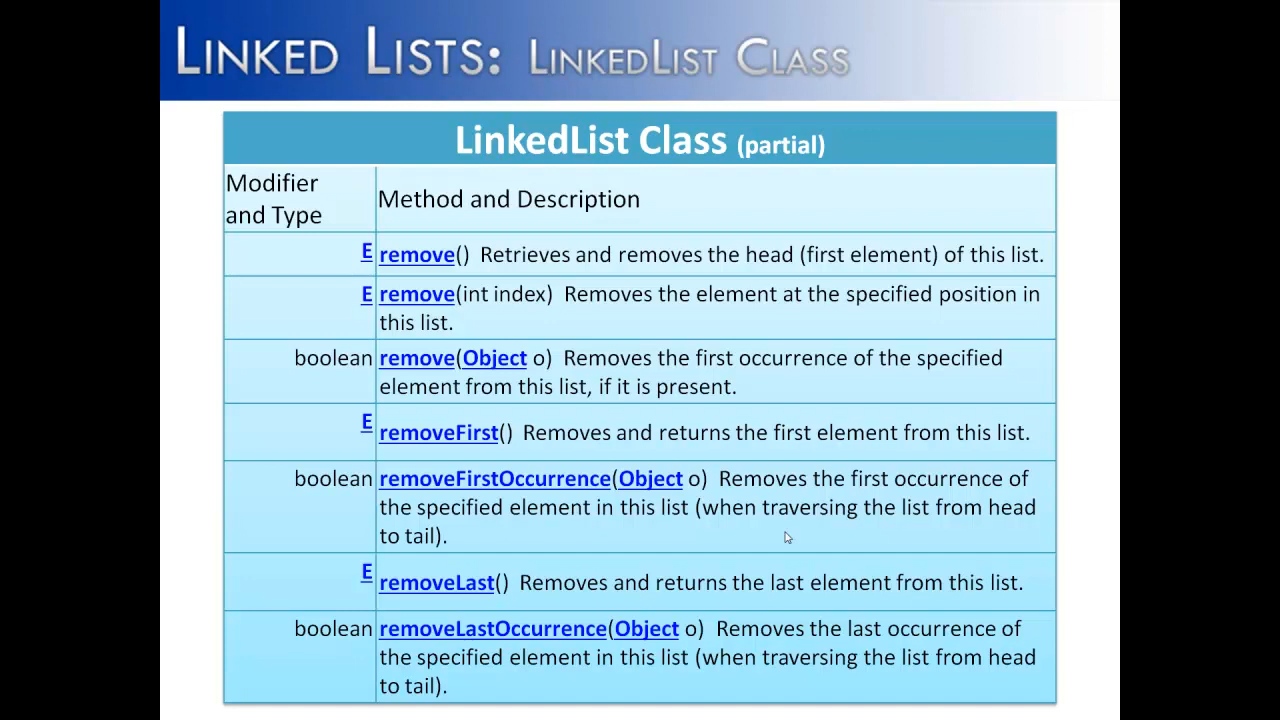 LINKED LISTS: LINKEDLIST CLASS
LinkedList Class (partial)
Modifier
and Type
Method and Description
E
remove() Retrieves and removes the head (first element) of this list.
E
remove(int index) Removes the element at the specified position in
this list.
boolean
remove(Object o) Removes the first occurrence of the specified
element from this list, if it is present.
E
removeFirst() Removes and returns the first element from this list.
boolean
removeFirstOccurrence(Object o) Removes the first occurrence of
the specified element in this list (when traversing the list from head
to tail).
E
removeLast() Removes and returns the last element from this list.
boolean
removeLastOccurrence(Object o) Removes the last occurrence of
the specified element in this list (when traversing the list from head
to tail).